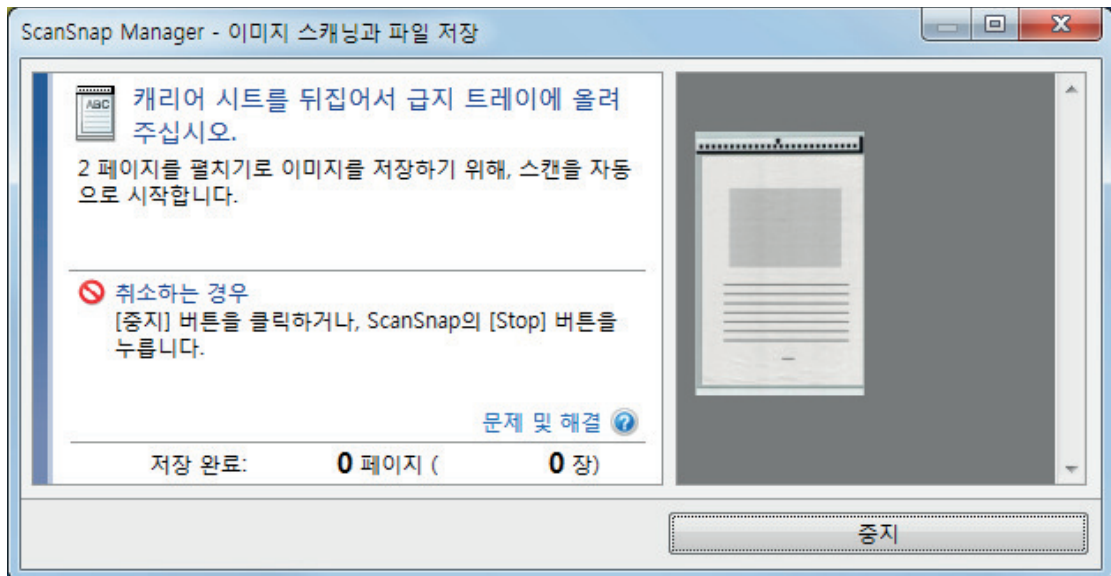 ScanSnap Manager - 이미지 스캐닝과 파일 저장
ABC
캐리어 시트를 뒤집어서 급지 트레이에 올려
주십시오.
2 페이지를 펼치기로 이미지를 저장하기 위해, 스캔을 자동
으로 시작합니다.
취소하는 경우
[중지] 버튼을 클릭하거나, ScanSnap의 [Stop] 버튼을
누릅니다.
문제 및 해결 ?
저장 완료: 0 페이지 ( 0 장)
중지